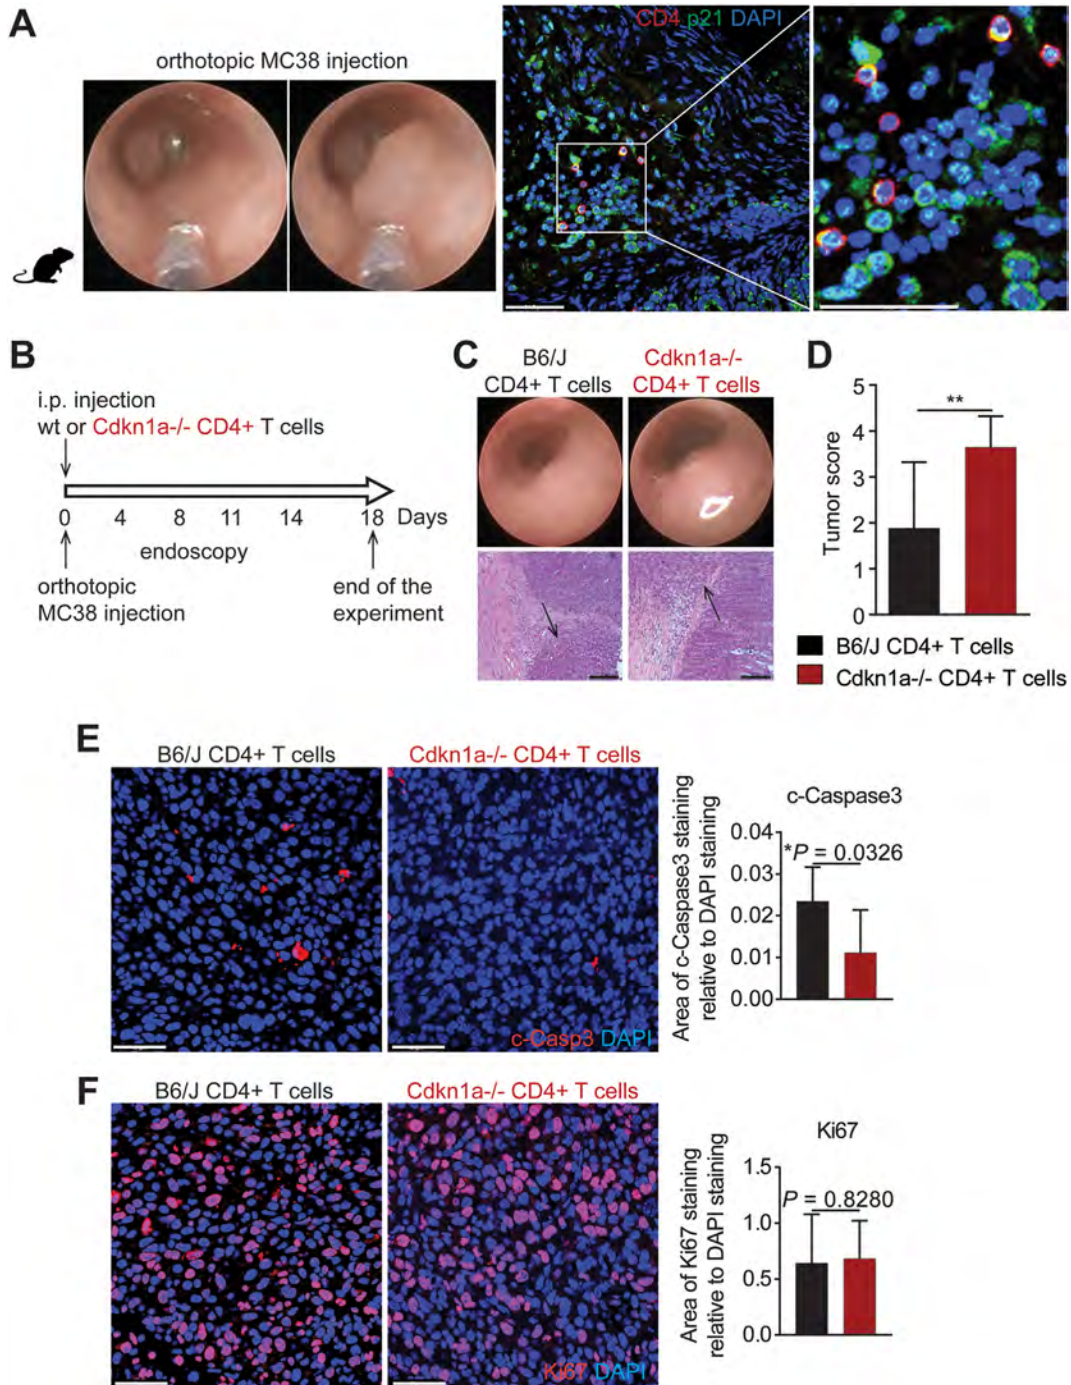 A
orthotopic MC38 injection
CD4 p21 DAPI
B
i.p. injection
wt or Cdkn1a-/- CD4+ T cells
0 4 8 11 14 18 Days
endoscopy
orthotopic
MC38 injection
end of the
experiment
C
B6/J
CD4+ T cells
Cdkn1a-/-
CD4+ T cells
D
Tumor score
5
4
3
2
1
0
**
B6/J CD4+ T cells
Cdkn1a-/- CD4+ T cells
E
B6/J CD4+ T cells
Cdkn1a-/- CD4+ T cells
c-Casp3 DAPI
Area of c-Caspase3 staining
relative to DAPI staining
c-Caspase3
0.04
0.03
0.02
0.01
0.00
*P = 0.0326
F
B6/J CD4+ T cells
Cdkn1a-/- CD4+ T cells
Ki67 DAPI
Area of Ki67 staining
relative to DAPI staining
Ki67
1.5
1.0
0.5
0.0
P = 0.8280